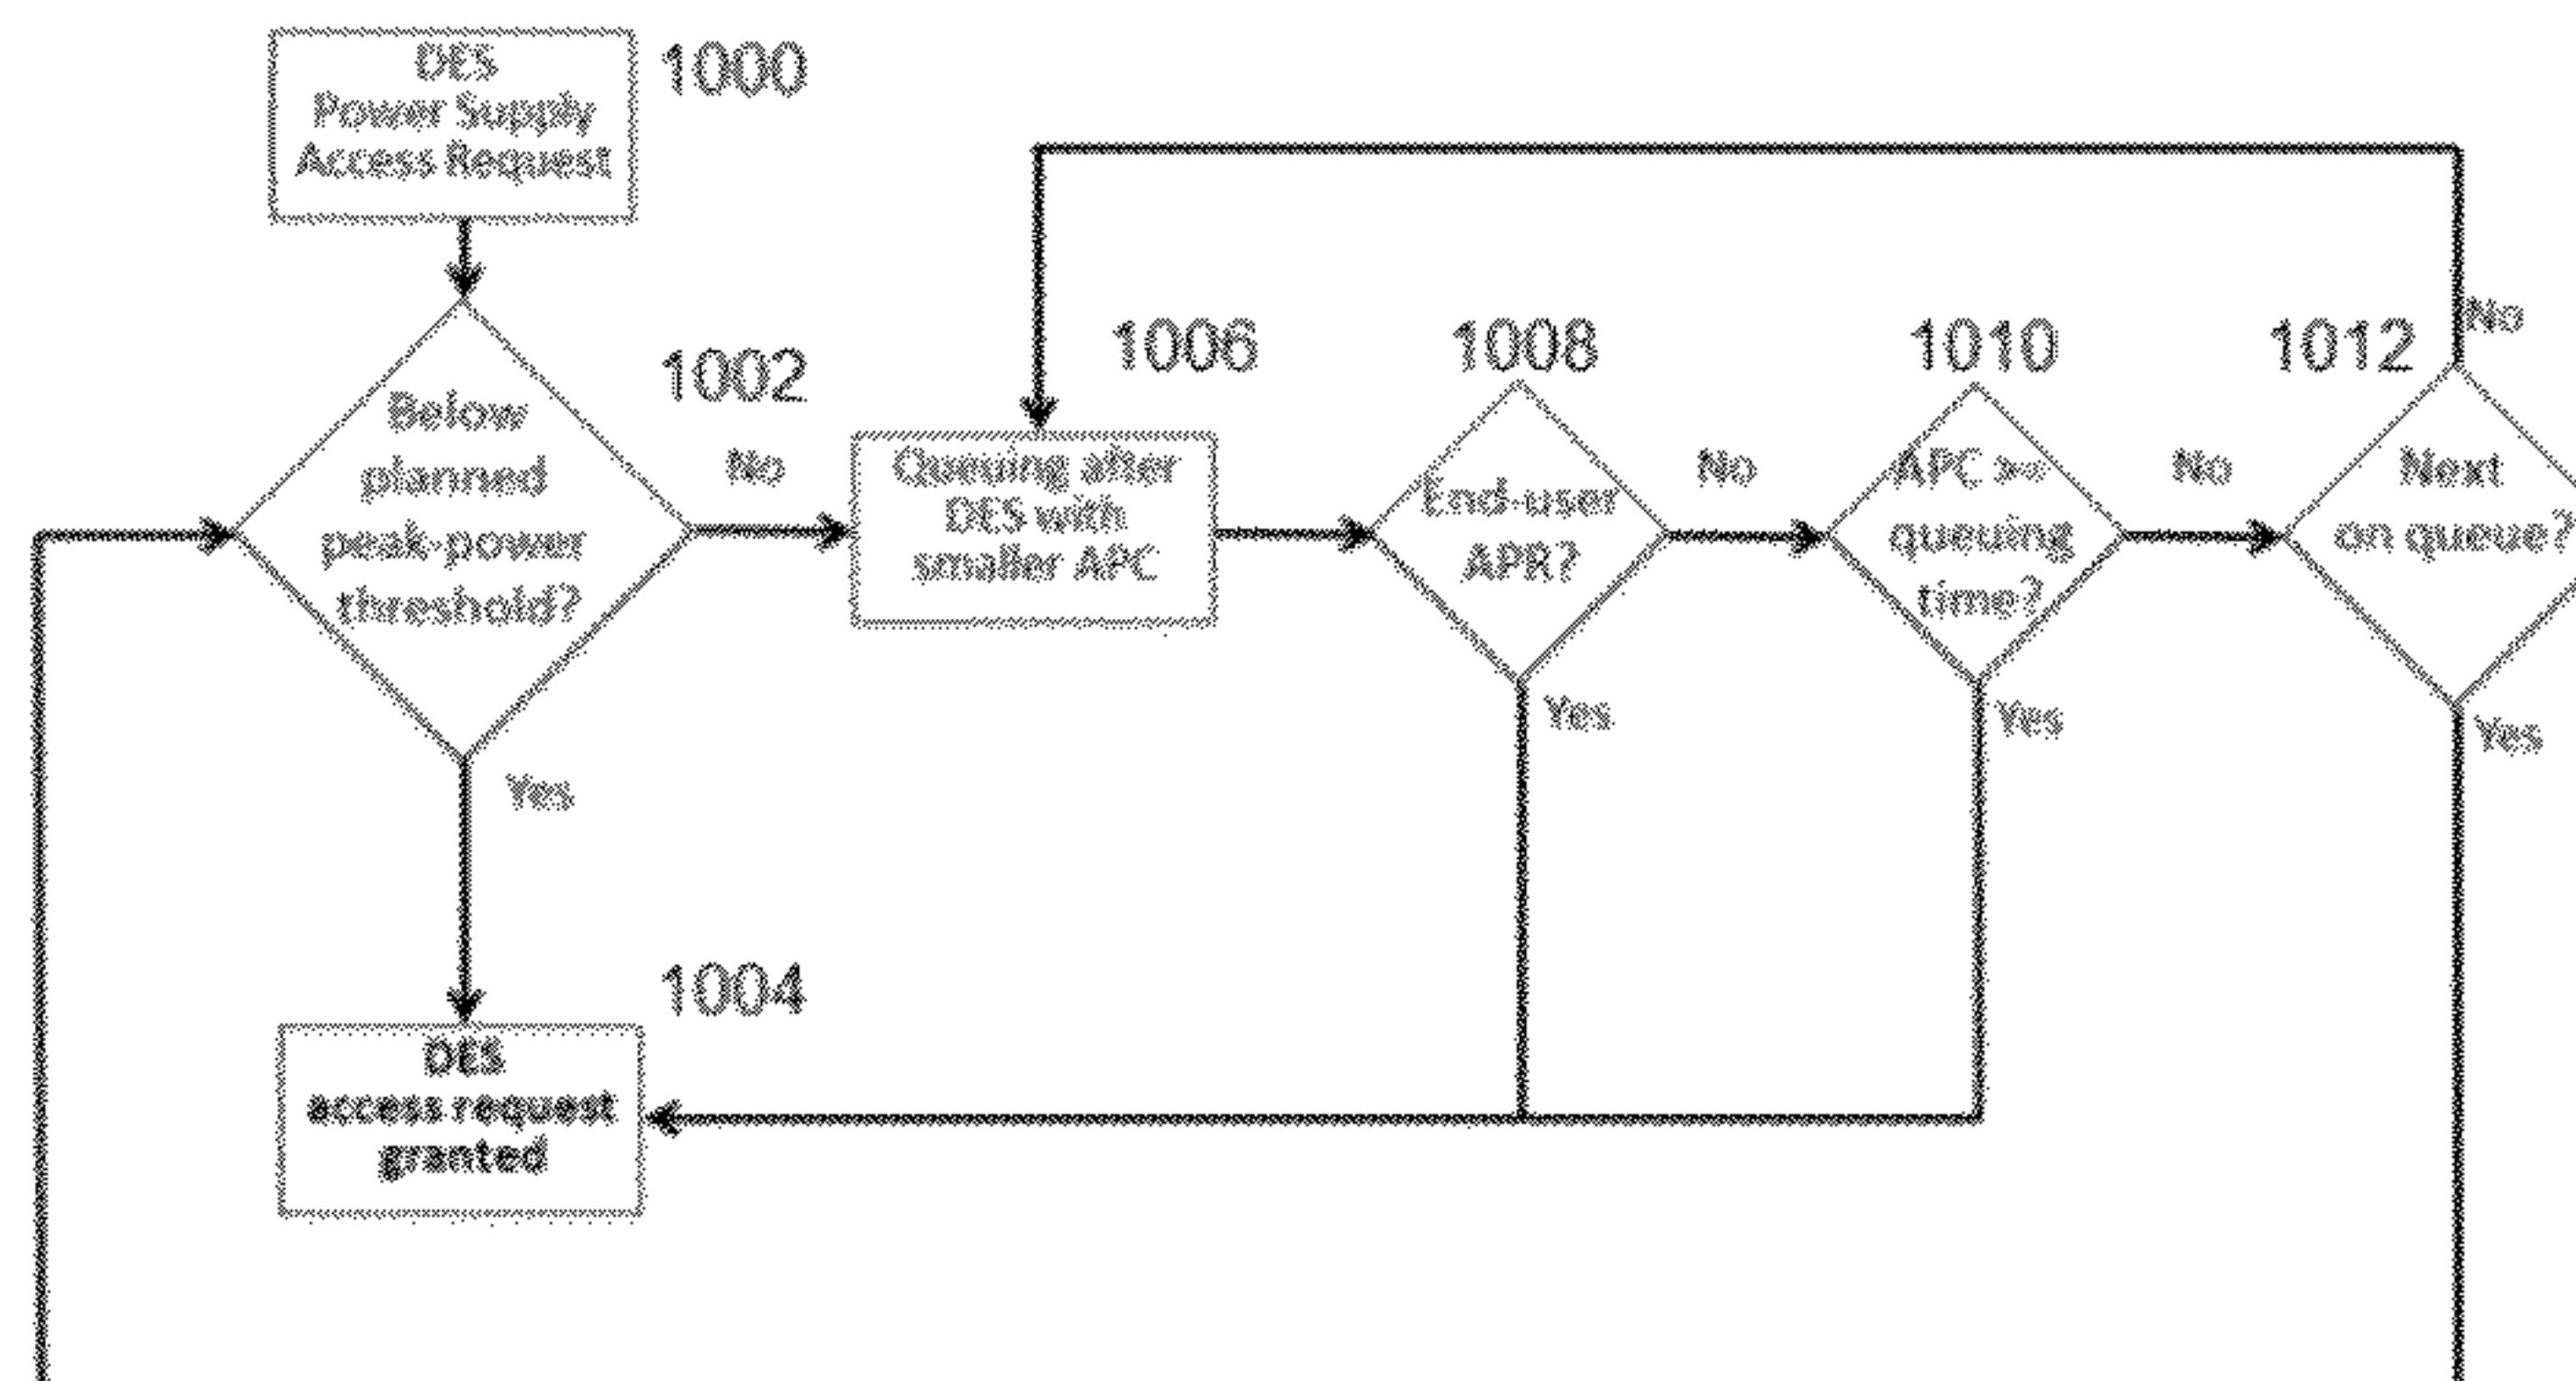 DES
Power Supply
Access Request
1000
Below
planned
peak-power
threshold?
1002
No
Yes
DES
access request
granted
1004
Queuing after
DES with
smaller APC
1006
End-user
APR?
1008
No
Yes
APC >=
queuing
time?
1010
No
Yes
Next
on queue?
1012
No
Yes